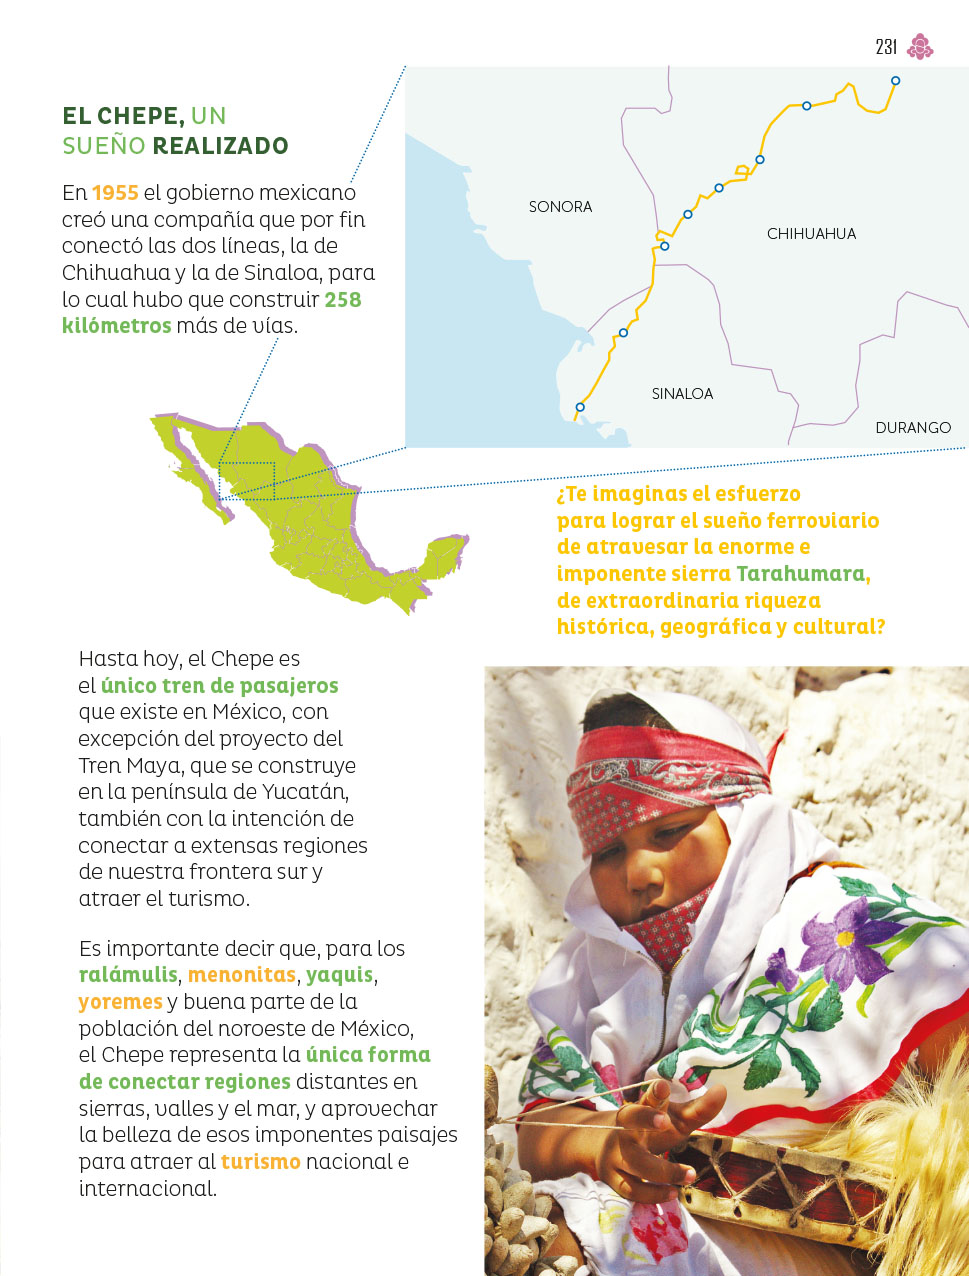 231
EL CHEPE, UN
SUEÑO REALIZADO
En 1955 el gobierno mexicano
creó una compañía que por fin
conectó las dos líneas, la de
Chihuahua y la de Sinaloa, para
lo cual hubo que construir 258
kilómetros más de vías.
SONORA
CHIHUAHUA
SINALOA
DURANGO
¿Te imaginas el esfuerzo
para lograr el sueño ferroviario
de atravesar la enorme e
imponente sierra Tarahumara,
de extraordinaria riqueza
histórica, geográfica y cultural?
Hasta hoy, el Chepe es
el único tren de pasajeros
que existe en México, con
excepción del proyecto del
Tren Maya, que se construye
en la península de Yucatán,
también con la intención de
conectar a extensas regiones
de nuestra frontera sur y
atraer el turismo.
Es importante decir que, para los
ralámulis, menonitas, yaquis,
yoremes y buena parte de la
población del noroeste de México,
el Chepe representa la única forma
de conectar regiones distantes en
sierras, valles y el mar, y aprovechar
la belleza de esos imponentes paisajes
para atraer al turismo nacional e
internacional.